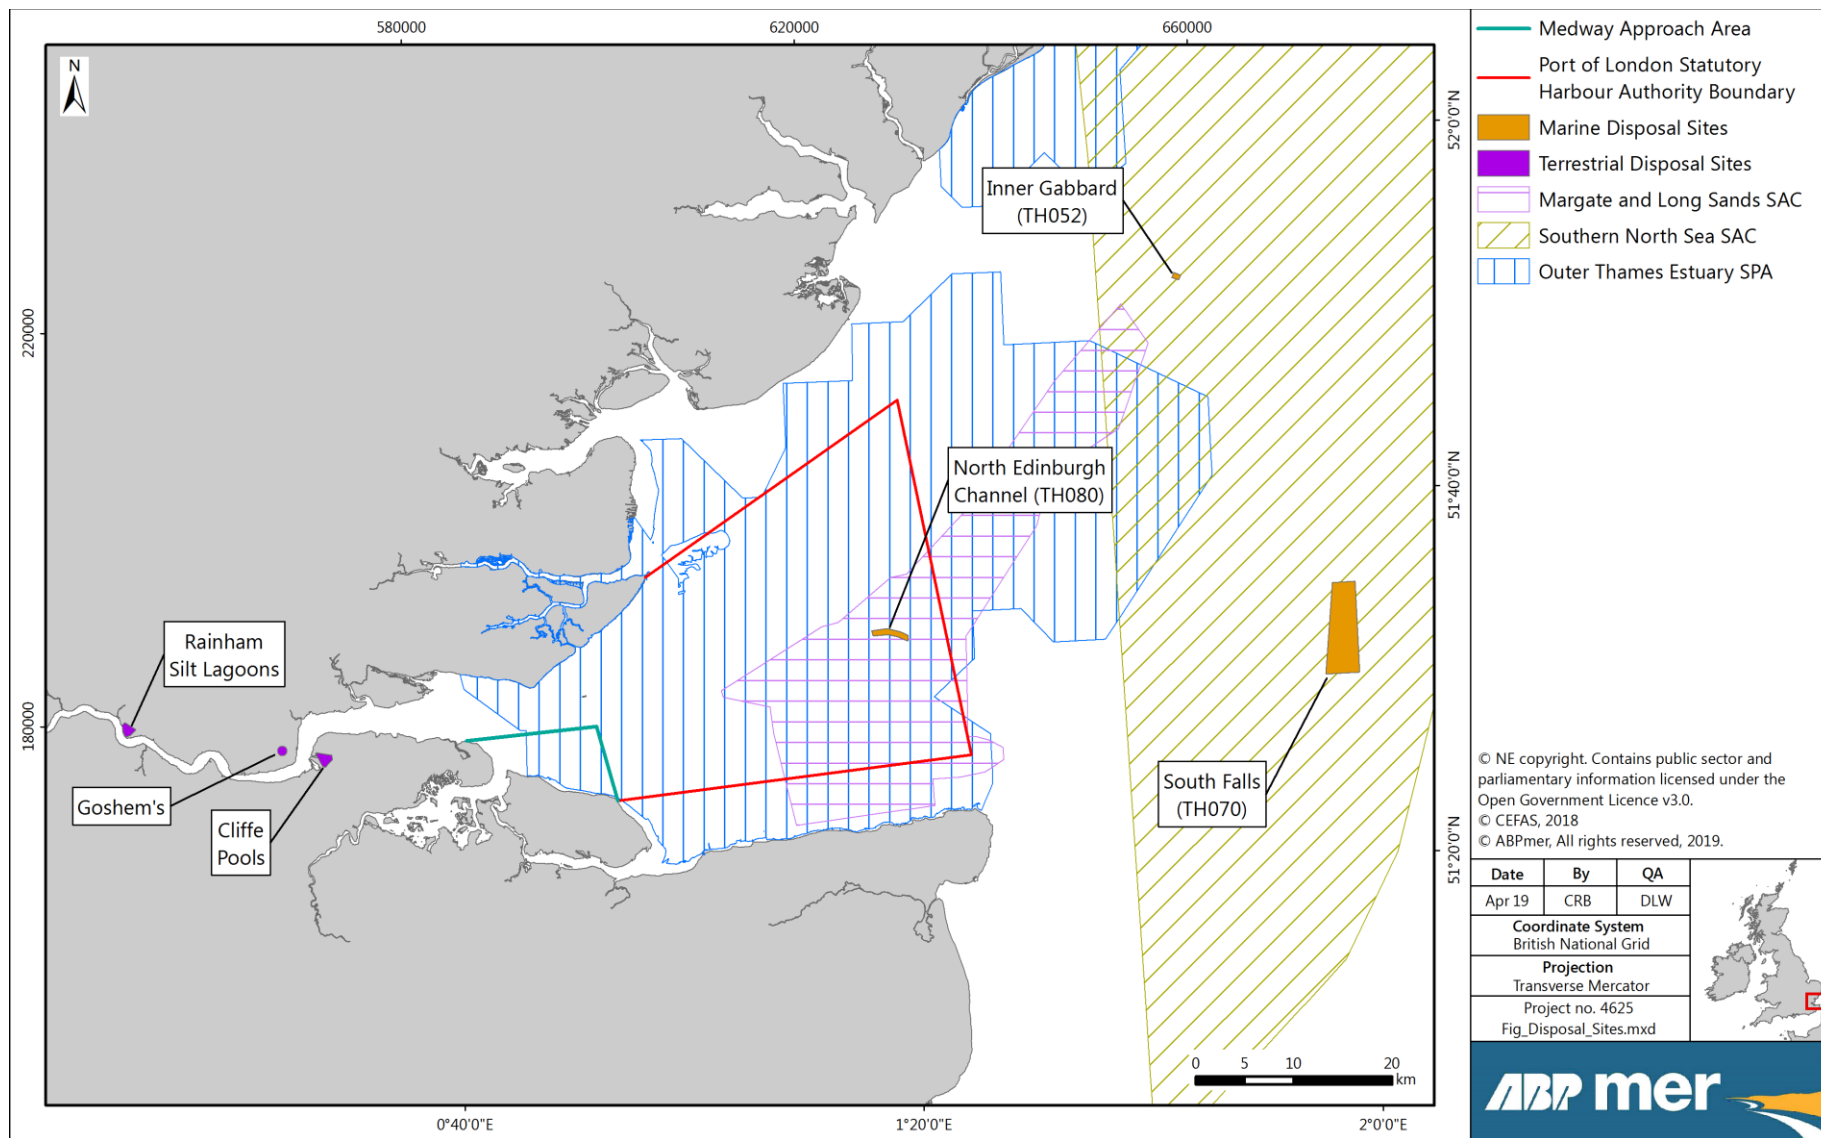 580000
620000
660000
N
220000
180000
52°0'0"N
51°40'0"N
51°20'0"N
0°40'0"E
1°20'0"E
2°0'0"E
Inner Gabbard
(TH052)
North Edinburgh
Channel (TH080)
Rainham
Silt Lagoons
Goshem's
Cliffe
Pools
South Falls
(TH070)
0 5 10 20
km
Medway Approach Area
Port of London Statutory
Harbour Authority Boundary
Marine Disposal Sites
Terrestrial Disposal Sites
Margate and Long Sands SAC
Southern North Sea SAC
Outer Thames Estuary SPA
© NE copyright. Contains public sector and
parliamentary information licensed under the
Open Government Licence v3.0.
© CEFAS, 2018
© ABPmer, All rights reserved, 2019.
Date By QA
Apr 19 CRB DLW
Coordinate System
British National Grid
Projection
Transverse Mercator
Project no. 4625
Fig_Disposal_Sites.mxd
ABP mer